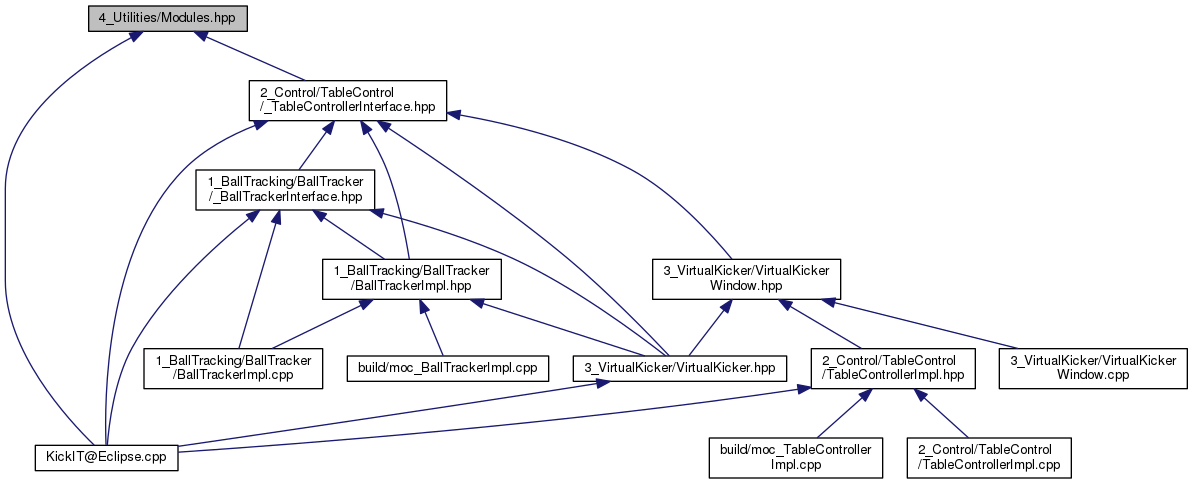 4_Utilities/Modules.hpp
2_Control/TableControl
/_TableControllerInterface.hpp
1_BallTracking/BallTracker
/_BallTrackerInterface.hpp
1_BallTracking/BallTracker
/BallTrackerImpl.hpp
3_VirtualKicker/VirtualKicker
Window.hpp
1_BallTracking/BallTracker
/BallTrackerImpl.cpp
build/moc_BallTrackerImpl.cpp
3_VirtualKicker/VirtualKicker.hpp
2_Control/TableControl
/TableControllerImpl.hpp
3_VirtualKicker/VirtualKicker
Window.cpp
KickIT@Eclipse.cpp
build/moc_TableController
Impl.cpp
2_Control/TableControl
/TableControllerImpl.cpp